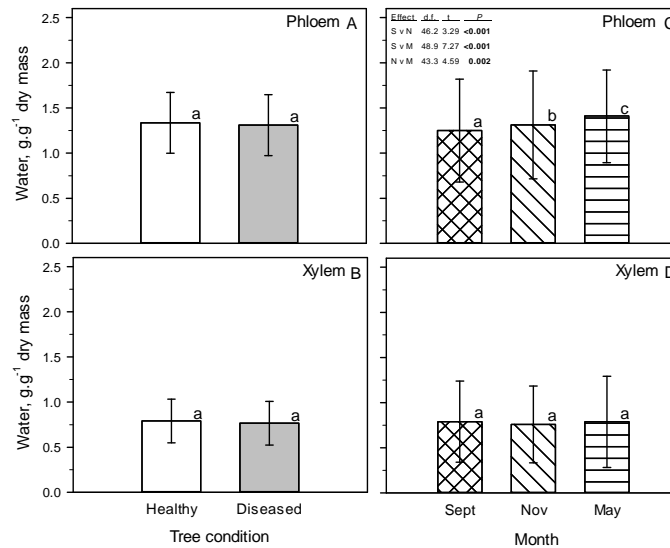 Phloem A
Water, g.g-1 dry mass
2.5
2.0
1.5
1.0
0.5
0.0
a
a
Phloem C
Effect d.f. t P
S v N 46.2 3.29 <0.001
S v M 48.9 7.27 <0.001
N v M 43.3 4.59 0.002
a
b
c
Xylem B
Water, g.g-1 dry mass
2.5
2.0
1.5
1.0
0.5
0.0
a
a
Healthy Diseased
Tree condition
Xylem D
a
a
a
Sept Nov May
Month